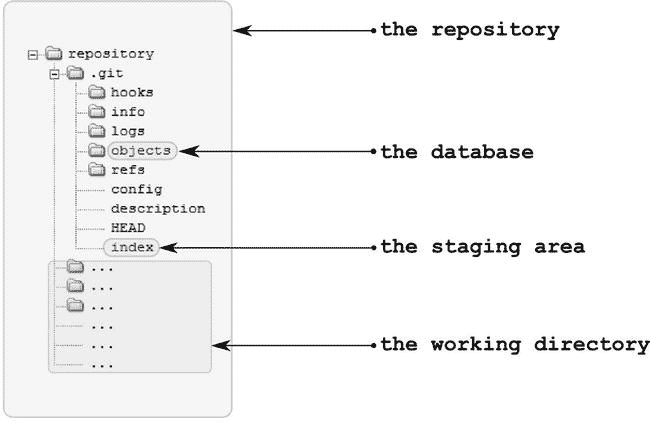 the repository
repository
.git
hooks
info
logs
objects
the database
refs
config
description
HEAD
index
the staging area
...
...
...
...
...
the working directory
...